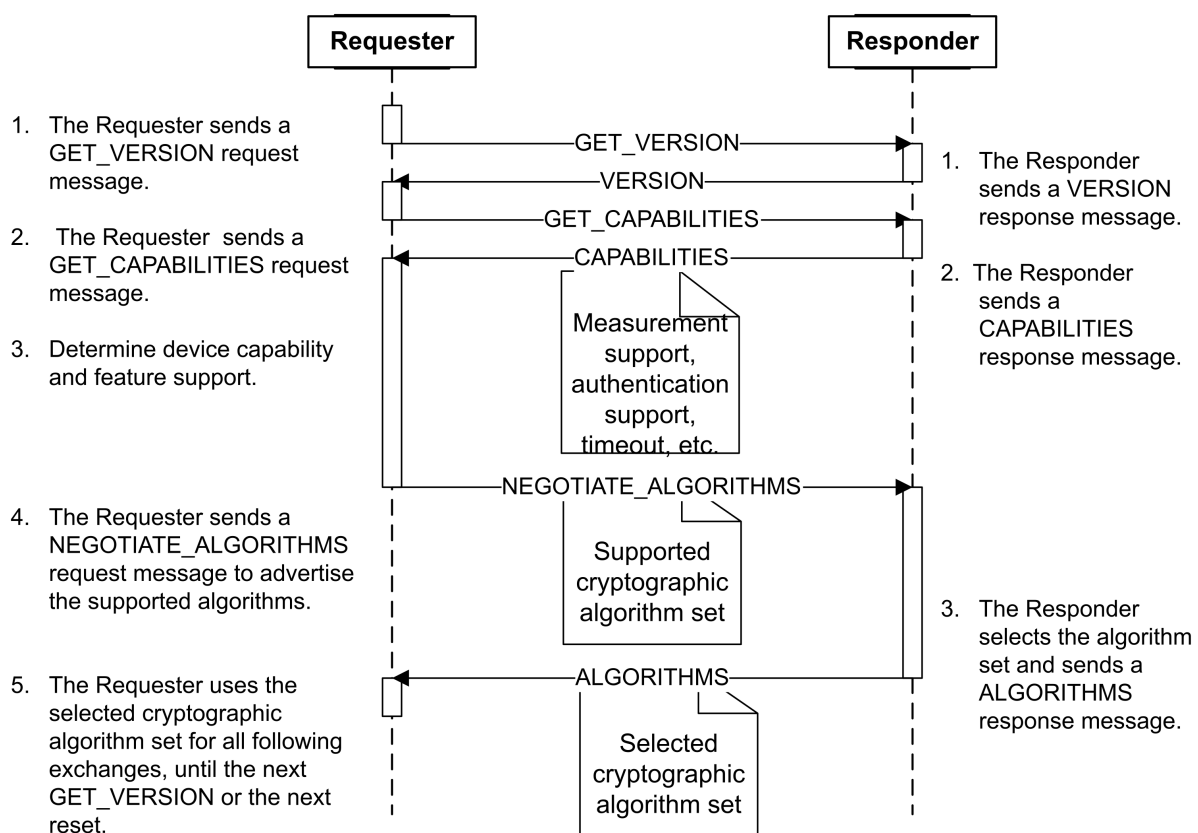 Requester
Responder
1. The Requester sends a
GET_VERSION request
message.
GET_VERSION
1. The Responder
sends a VERSION
response message.
VERSION
GET_CAPABILITIES
2. The Requester sends a
GET_CAPABILITIES request
message.
CAPABILITIES
2. The Responder
sends a
CAPABILITIES
response message.
Measurement
support,
authentication
support,
timeout, etc.
3. Determine device capability
and feature support.
NEGOTIATE_ALGORITHMS
4. The Requester sends a
NEGOTIATE_ALGORITHMS
request message to advertise
the supported algorithms.
Supported
cryptographic
algorithm set
3. The Responder
selects the algorithm
set and sends a
ALGORITHMS
response message.
ALGORITHMS
5. The Requester uses the
selected cryptographic
algorithm set for all following
exchanges, until the next
GET_VERSION or the next
reset.
Selected
cryptographic
algorithm set